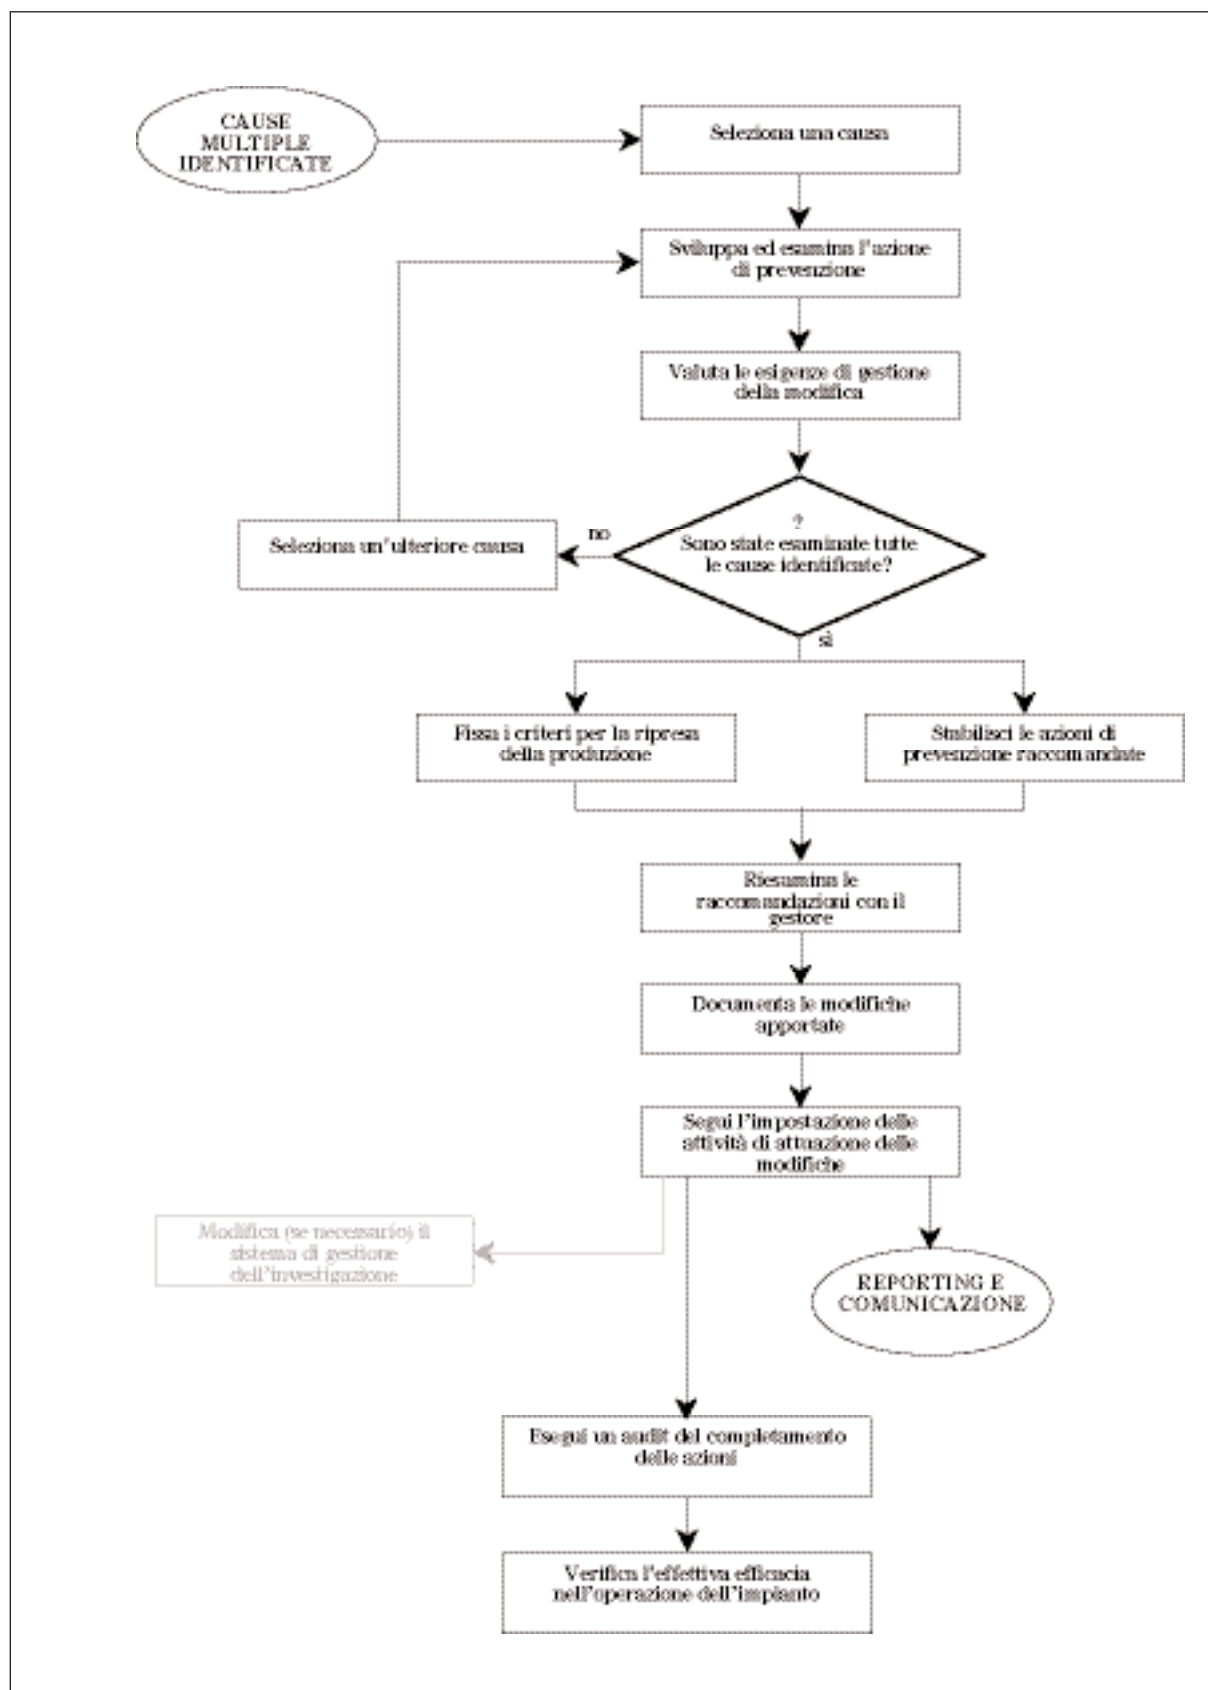 CAUSE
MULTIPLE
IDENTIFICATE
Seleziona una causa
Sviluppa ed esamina l'azione
di prevenzione
Valuta le esigenze di gestione
della modifica
?
Sono state esaminate tutte
le cause identificate?
no
Seleziona un'ulteriore causa
sì
Fissa i criteri per la ripresa
della produzione
Stabilisci le azioni di
prevenzione raccomandate
Riesamina le
raccomandazioni con il
gestore
Documenta le modifiche
apportate
Segui l'impostazione delle
attività di attuazione delle
modifiche
Modifica (se necessario) il
sistema di gestione
dell'investigazione
REPORTING E
COMUNICAZIONE
Esegui un audit del completamento
delle azioni
Verifica l'effettiva efficacia
nell'operazione dell'impianto